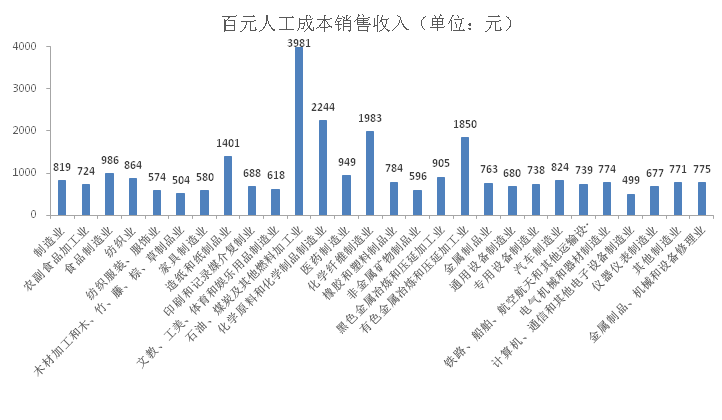 百元人工成本销售收入（单位：元）
4000
3000
2000
1000
0
819
724
986
864
574
504
580
1401
688
618
3981
2244
949
1983
784
596
905
1850
763
680
738
824
739
774
499
677
771
775
制造业
农副食品加工业
食品制造业
纺织业
纺织服装、服饰业
木材加工和木、竹、藤、棕、草制品业
家具制造业
造纸和纸制品业
印刷和记录媒介复制业
文教、工美、体育和娱乐用品制造业
石油、煤炭及其他燃料加工业
化学原料和化学制品制造业
医药制造业
化学纤维制造业
橡胶和塑料制品业
非金属矿物制品业
黑色金属冶炼和压延加工业
有色金属冶炼和压延加工业
金属制品业
通用设备制造业
专用设备制造业
汽车制造业
铁路、船舶、航空航天和其他运输设…
电气机械和器材制造业
计算机、通信和其他电子设备制造业
仪器仪表制造业
其他制造业
金属制品、机械和设备修理业